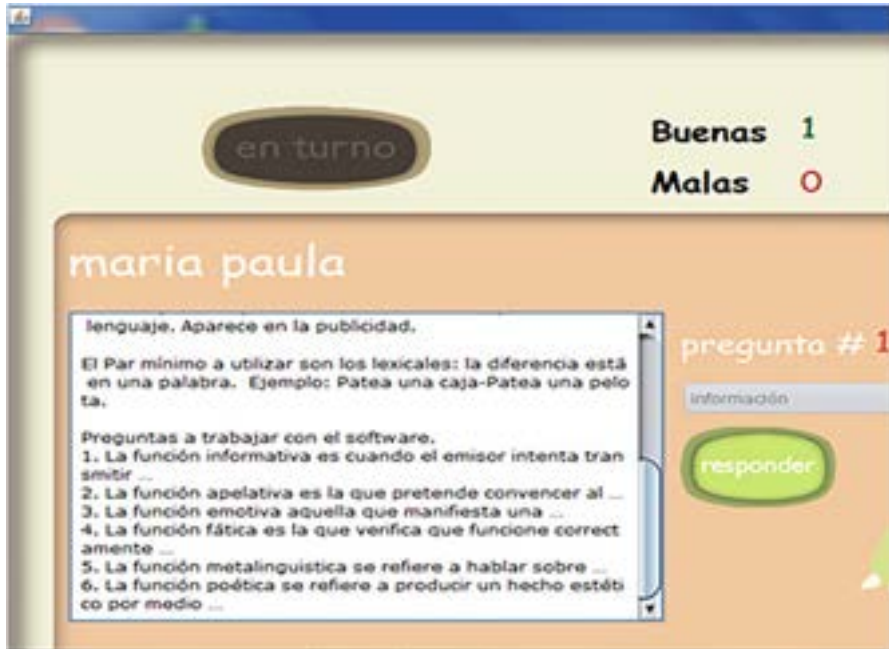 en turno
Buenas 1
Malas 0
maria paula
lenguaje. Aparece en la publicidad.
El Par mínimo a utilizar son los lexicales: la diferencia está
en una palabra. Ejemplo: Patea una caja-Patea una pelo
ta.
Preguntas a trabajar con el software.
1. La función informativa es cuando el emisor intenta tran
smitir ...
2. La función apelativa es la que pretende convencer al ...
3. La función emotiva aquella que manifiesta una ...
4. La función fática es la que verifica que funcione correct
amente ...
5. La función metalinguistica se refiere a hablar sobre ...
6. La función poética se refiere a producir un hecho estéti
co por medio ...
pregunta # 1
información
responder